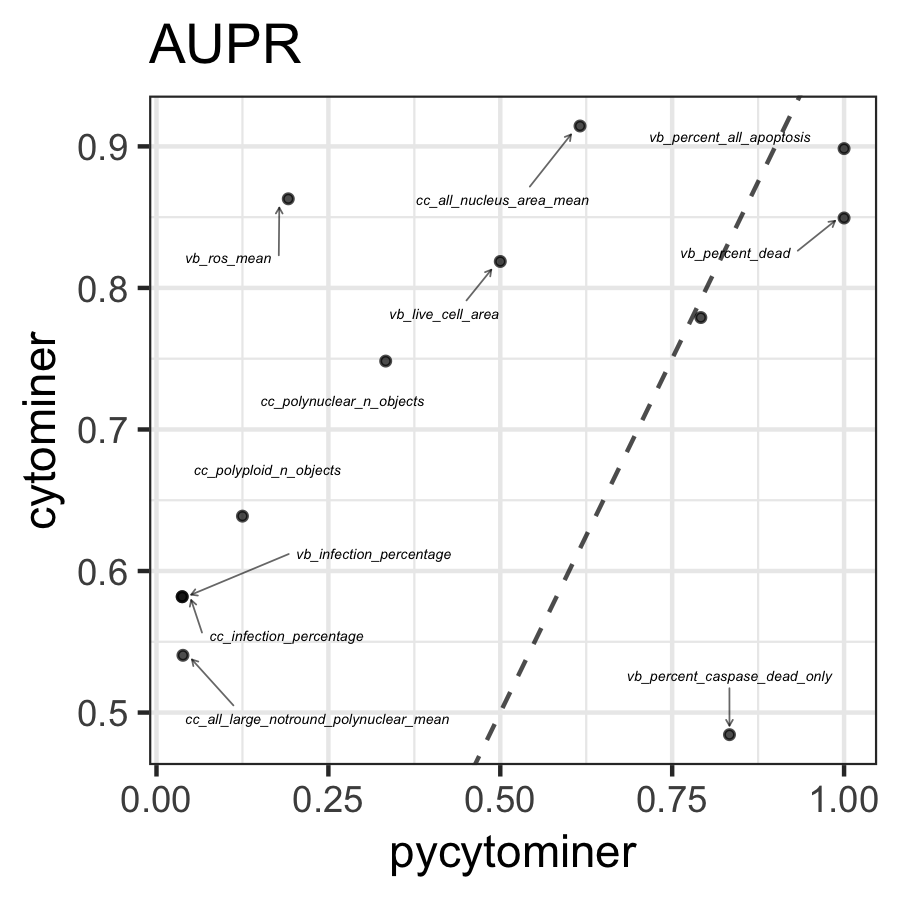 AUPR
cytominer
0.9
0.8
0.7
0.6
0.5
vb_percent_all_apoptosis
cc_all_nucleus_area_mean
vb_ros_mean
vb_percent_dead
vb_live_cell_area
cc_polynuclear_n_objects
cc_polyploid_n_objects
vb_infection_percentage
cc_infection_percentage
vb_percent_caspase_dead_only
cc_all_large_notround_polynuclear_mean
0.00 0.25 0.50 0.75 1.00
pycytominer